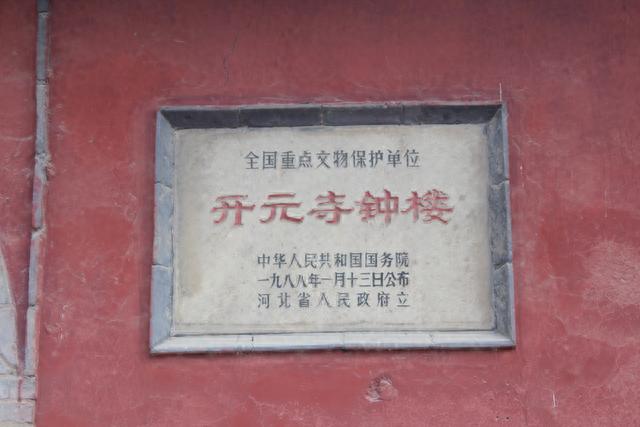 全国重点文物保护单位
开元寺钟楼
中华人民共和国国务院
一九八八年一月十三日公布
河北省人民政府立